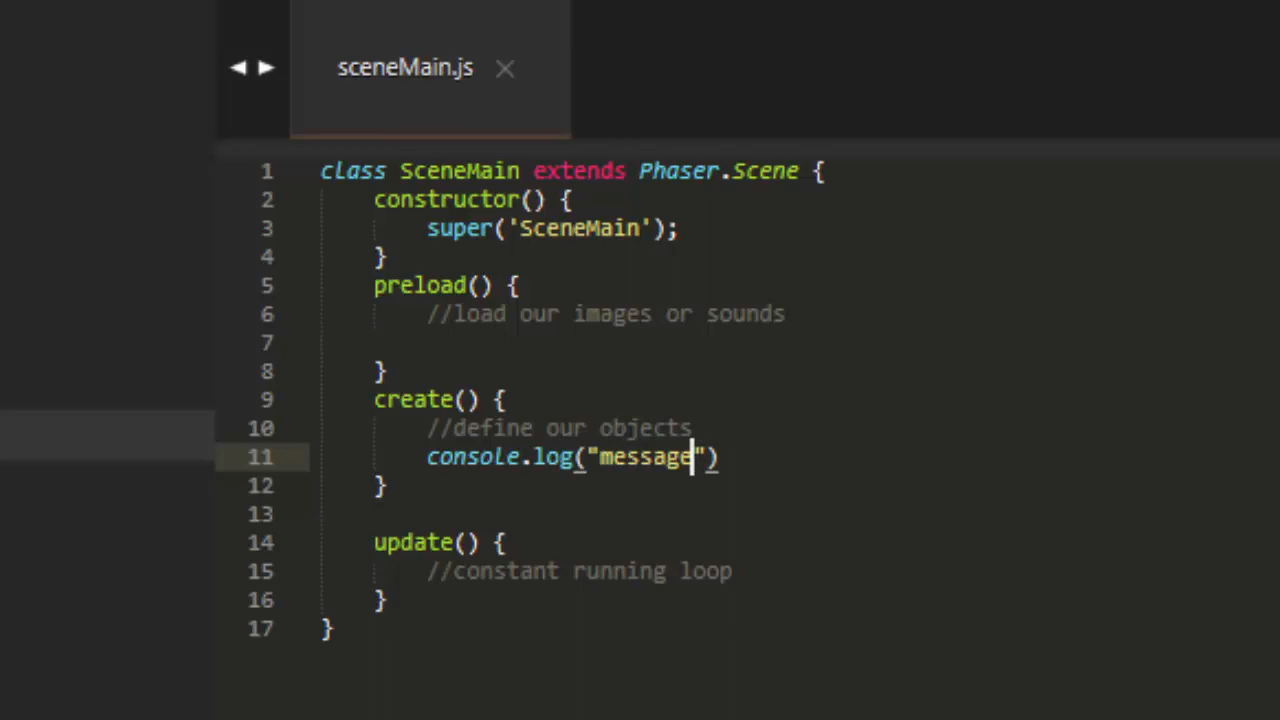 sceneMain.js ×
1 class SceneMain extends Phaser.Scene {
2     constructor() {
3         super('SceneMain');
4     }
5     preload() {
6         //load our images or sounds
7
8     }
9     create() {
10         //define our objects
11         console.log("message")
12     }
13
14     update() {
15         //constant running loop
16     }
17 }